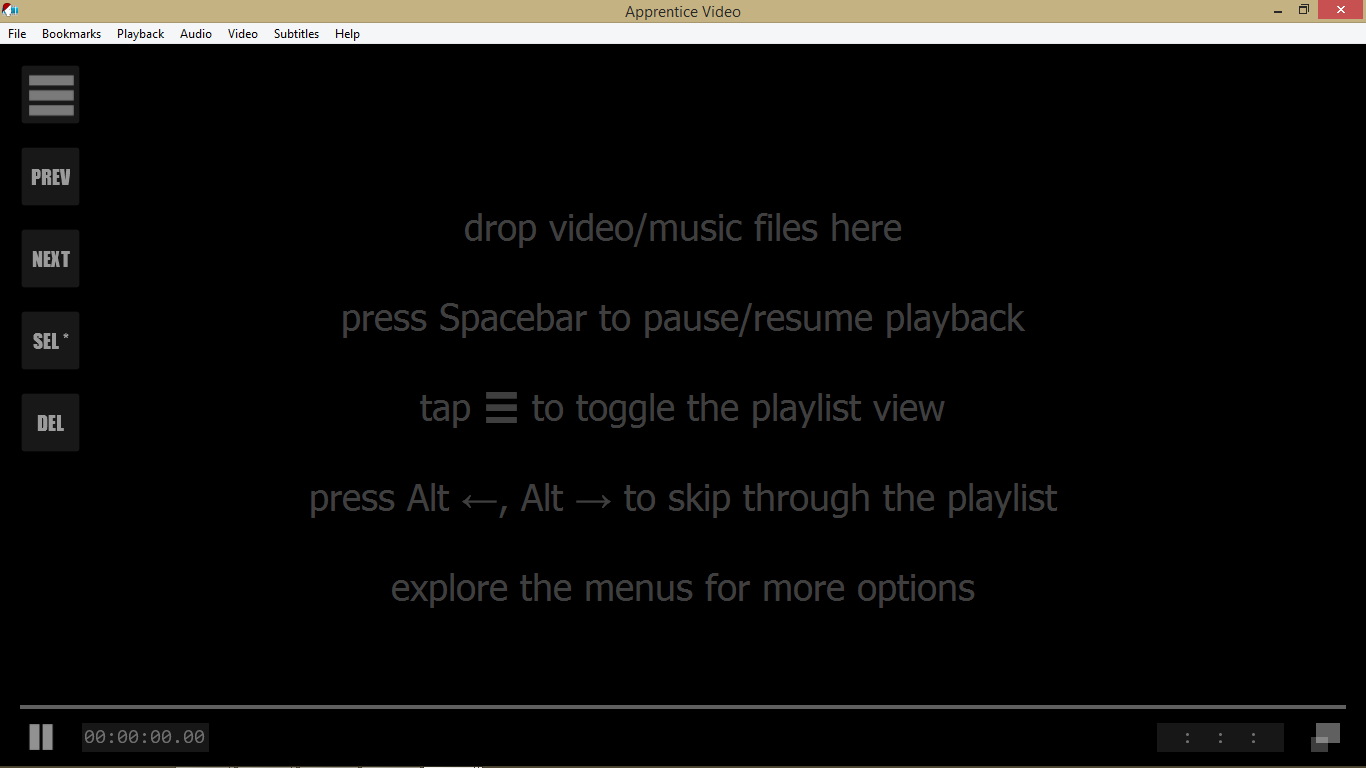 Apprentice Video
File Bookmarks Playback Audio Video Subtitles Help
PREV
NEXT
SEL *
DEL
drop video/music files here
press Spacebar to pause/resume playback
tap ☰ to toggle the playlist view
press Alt ←, Alt → to skip through the playlist
explore the menus for more options
00:00:00.00 : : :